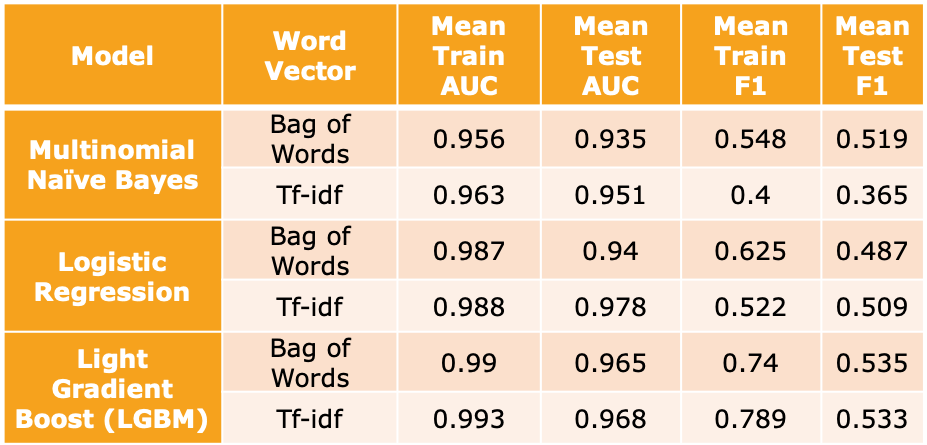 Model Word Vector Mean Train AUC Mean Test AUC Mean Train F1 Mean Test F1
Multinomial Naïve Bayes Bag of Words 0.956 0.935 0.548 0.519
Tf-idf 0.963 0.951 0.4 0.365
Logistic Regression Bag of Words 0.987 0.94 0.625 0.487
Tf-idf 0.988 0.978 0.522 0.509
Light Gradient Boost (LGBM) Bag of Words 0.99 0.965 0.74 0.535
Tf-idf 0.993 0.968 0.789 0.533